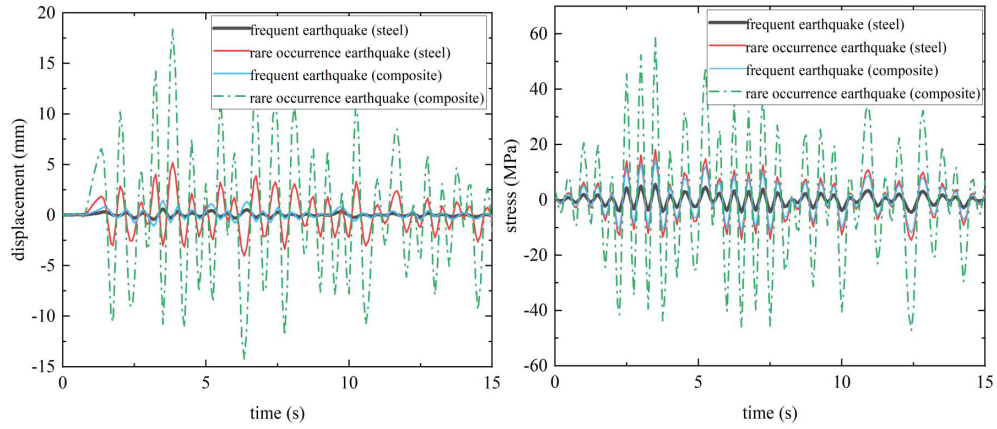 20
15
10
5
0
-5
-10
-15
displacement (mm)
frequent earthquake (steel)
rare occurrence earthquake (steel)
frequent earthquake (composite)
rare occurrence earthquake (composite)
0
5
10
15
time (s)
60
40
20
0
-20
-40
-60
stress (MPa)
frequent earthquake (steel)
rare occurrence earthquake (steel)
frequent earthquake (composite)
rare occurrence earthquake (composite)
0
5
10
15
time (s)